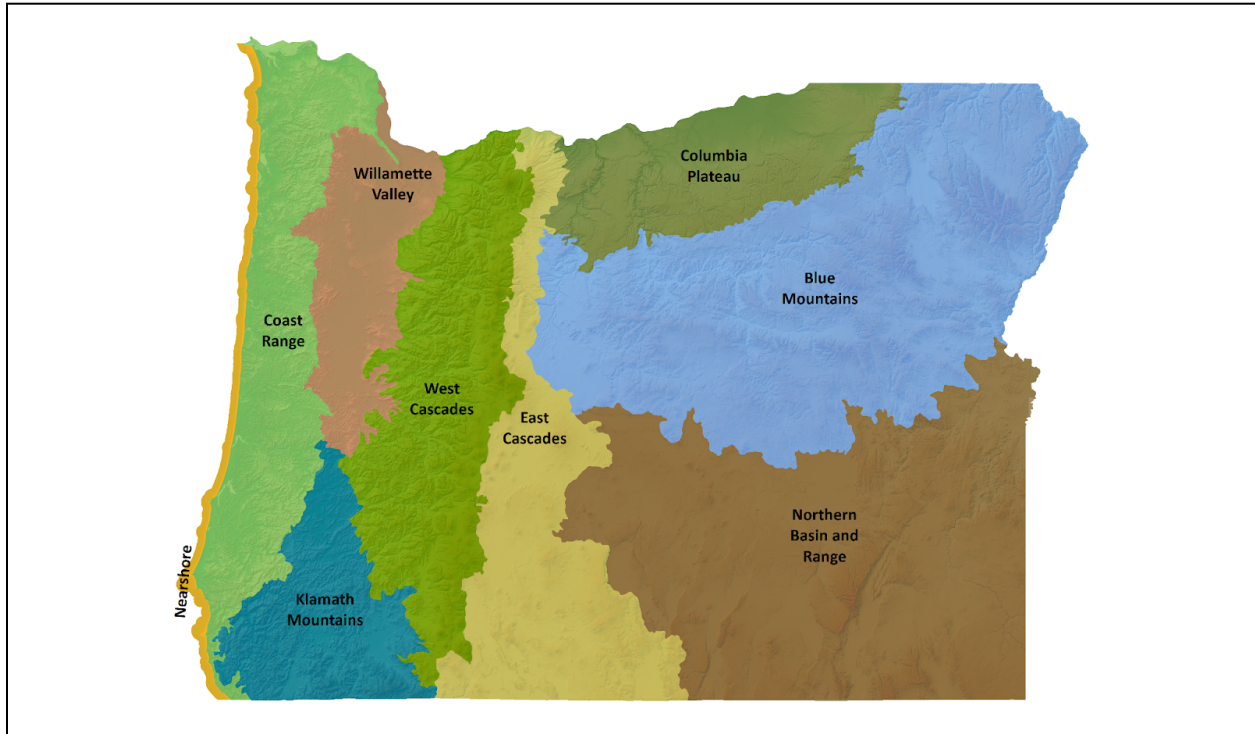 Willamette
Valley
Columbia
Plateau
Blue
Mountains
Coast
Range
West
Cascades
East
Cascades
Northern
Basin and
Range
Nearshore
Klamath
Mountains